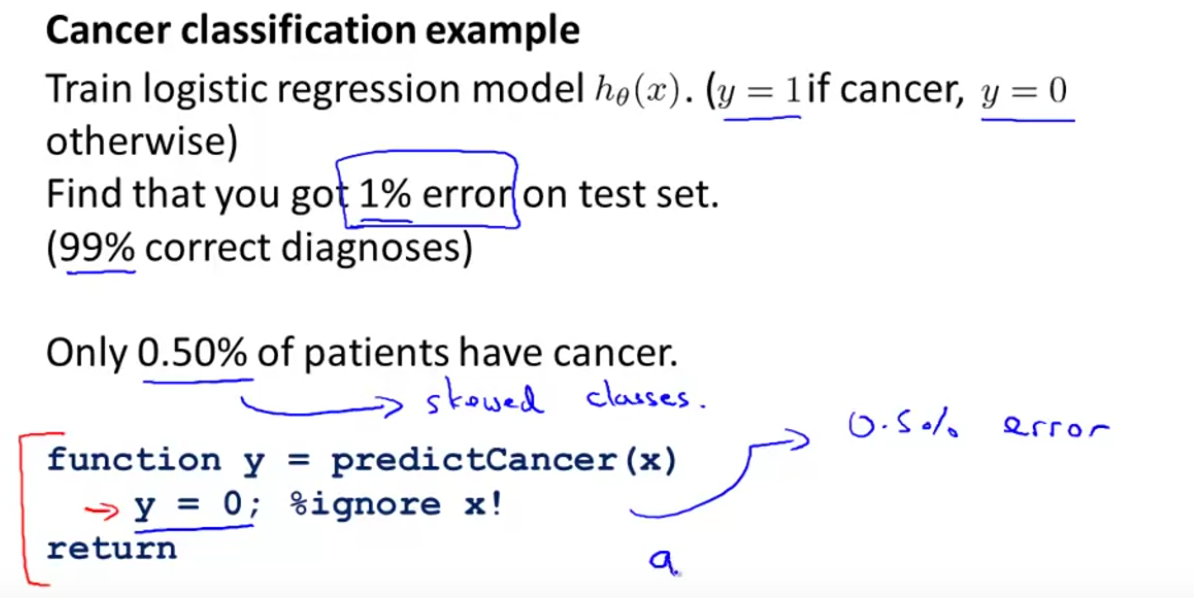 Cancer classification example
Train logistic regression model hθ(x). (y = 1 if cancer, y = 0
otherwise)
Find that you got 1% error on test set.
(99% correct diagnoses)
Only 0.50% of patients have cancer.
skewed classes.
0.5% error
function y = predictCancer(x)
y = 0; %ignore x!
return
a